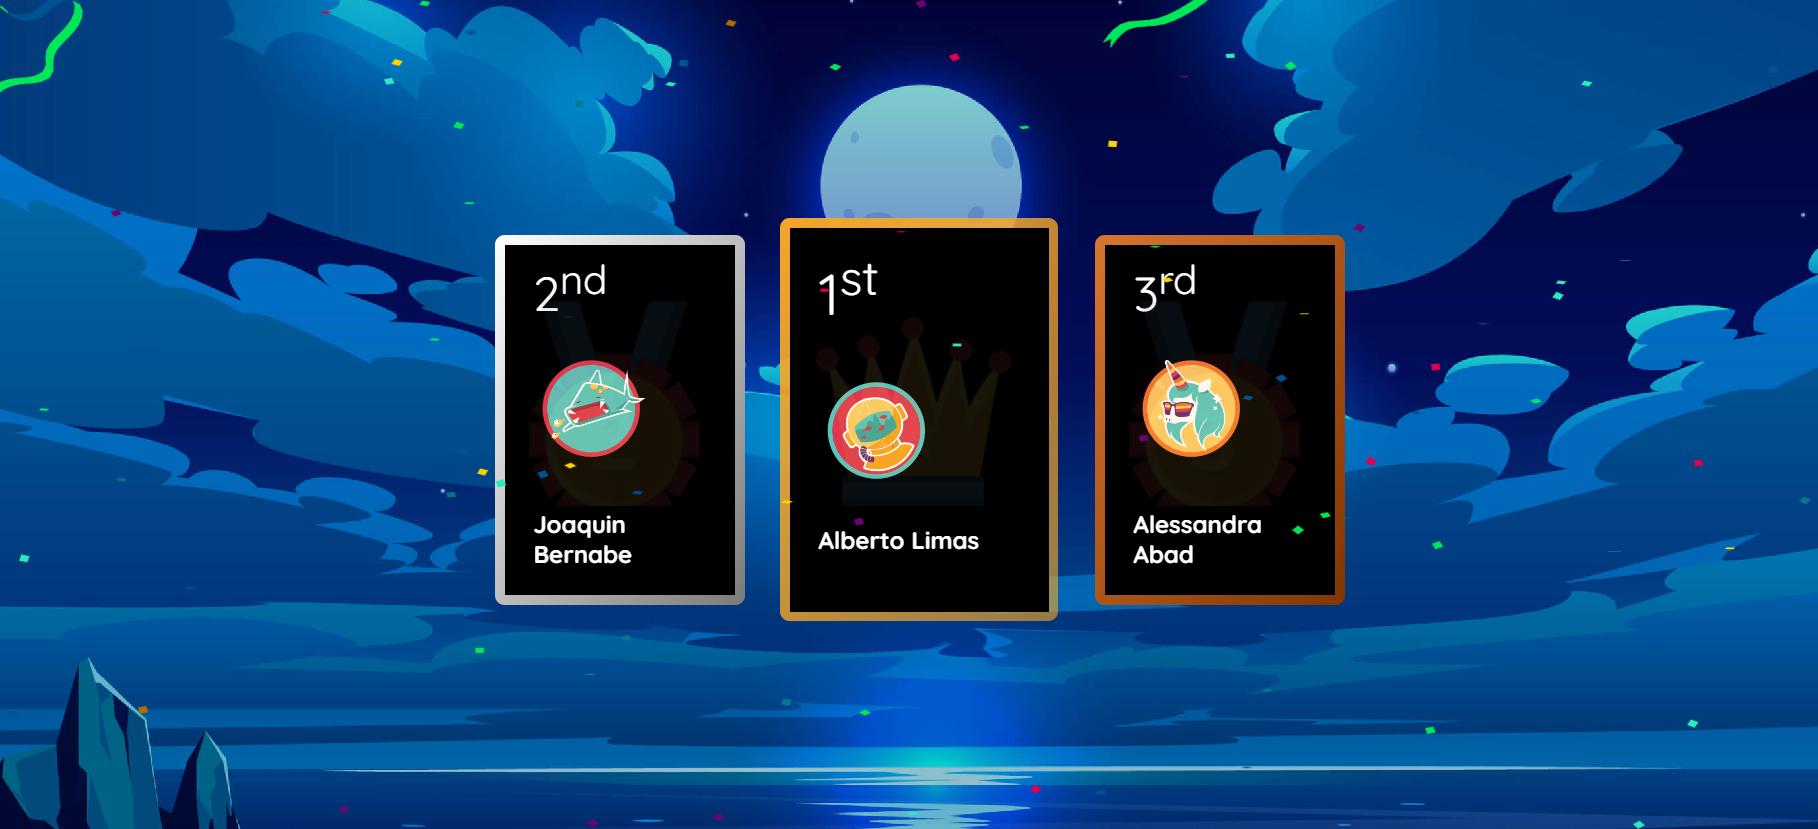 2nd
Joaquin
Bernabe
1st
Alberto Limas
3rd
Alessandra
Abad